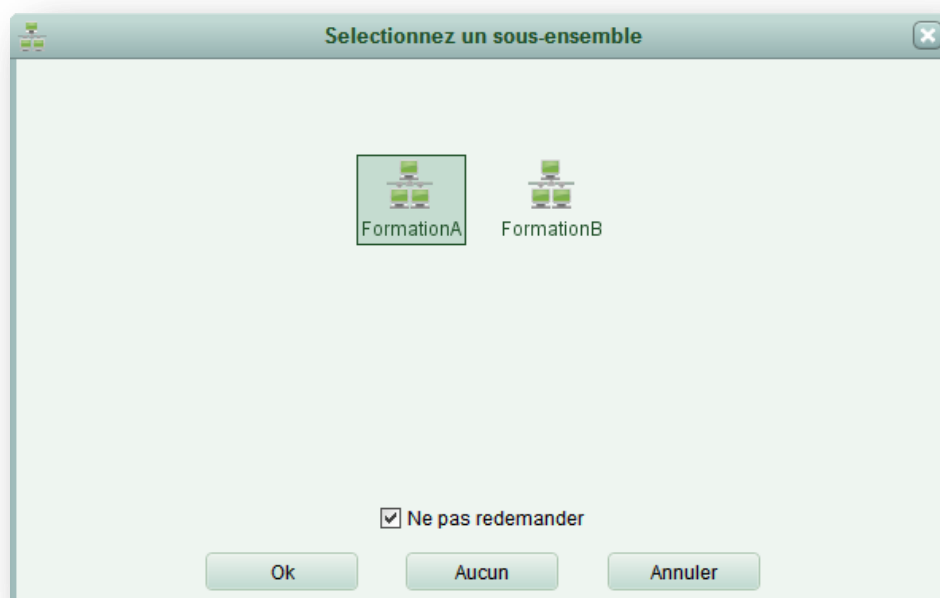 Selectionnez un sous-ensemble
FormationA FormationB
Ne pas redemander
Ok Aucun Annuler